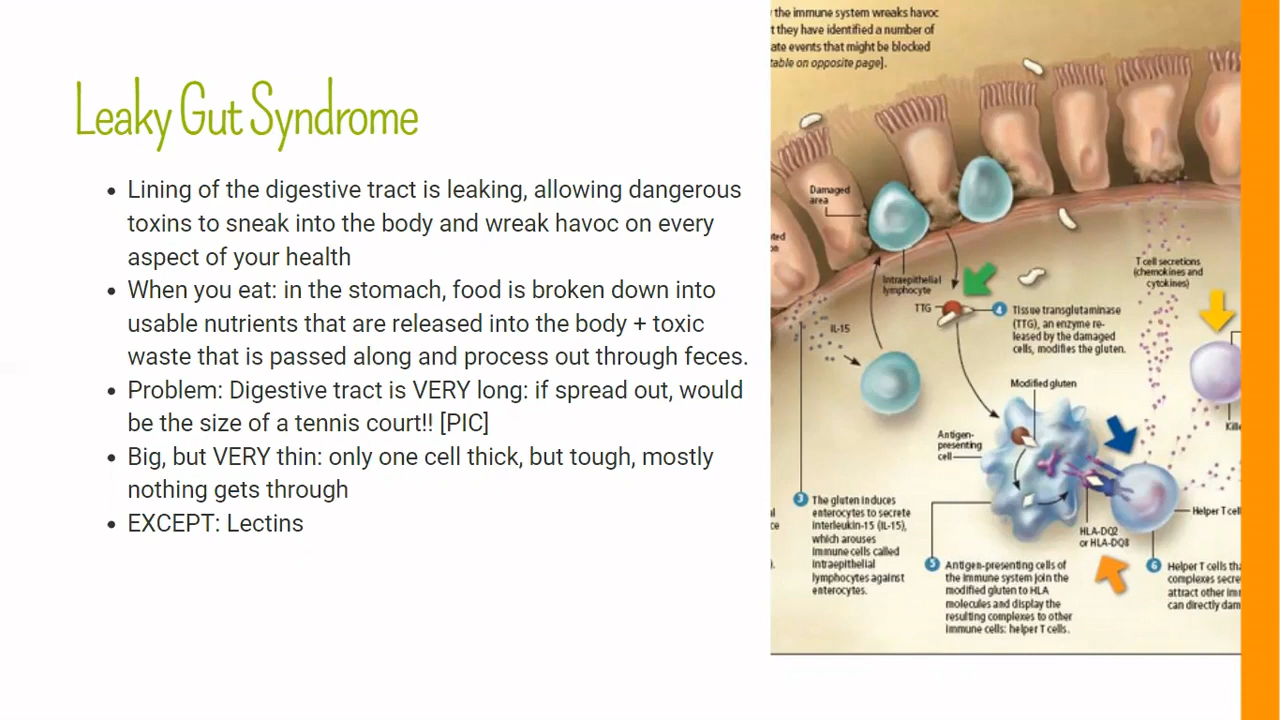 Leaky Gut Syndrome
Lining of the digestive tract is leaking, allowing dangerous
toxins to sneak into the body and wreak havoc on every
aspect of your health
When you eat: in the stomach, food is broken down into
usable nutrients that are released into the body + toxic
waste that is passed along and process out through feces.
Problem: Digestive tract is VERY long: if spread out, would
be the size of a tennis court!! [PIC]
Big, but VERY thin: only one cell thick, but tough, mostly
nothing gets through
EXCEPT: Lectins
the immune system wreaks havoc
t they have identified a number of
ate events that might be blocked
table on opposite page].
Damaged
area
Intraepithelial
lymphocyte
TTG
IL-15
T cell secretions
(chemokines and
cytokines)
4 Tissue transglutaminase
(TTG), an enzyme re-
leased by the damaged
cells, modifies the gluten.
Modified gluten
Antigen-
presenting
cell
Helper T cell
HLA-DQ2
or HLA-DQ8
3 The gluten induces
enterocytes to secrete
interleukin-15 (IL-15),
which arouses
immune cells called
intraepithelial
lymphocytes against
enterocytes.
5 Antigen-presenting cells of
the immune system join the
modified gluten to HLA
molecules and display the
resulting complexes to other
immune cells: helper T cells.
6 Helper T cells tha
complexes secre
attract other im
can directly dam